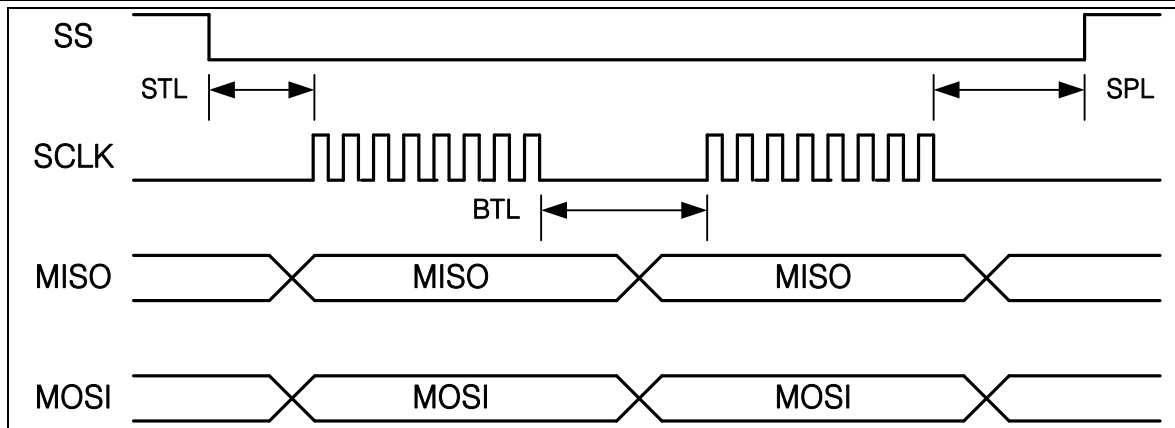 SS
STL SPL
SCLK
BTL
MISO MISO MISO
MOSI MOSI MOSI